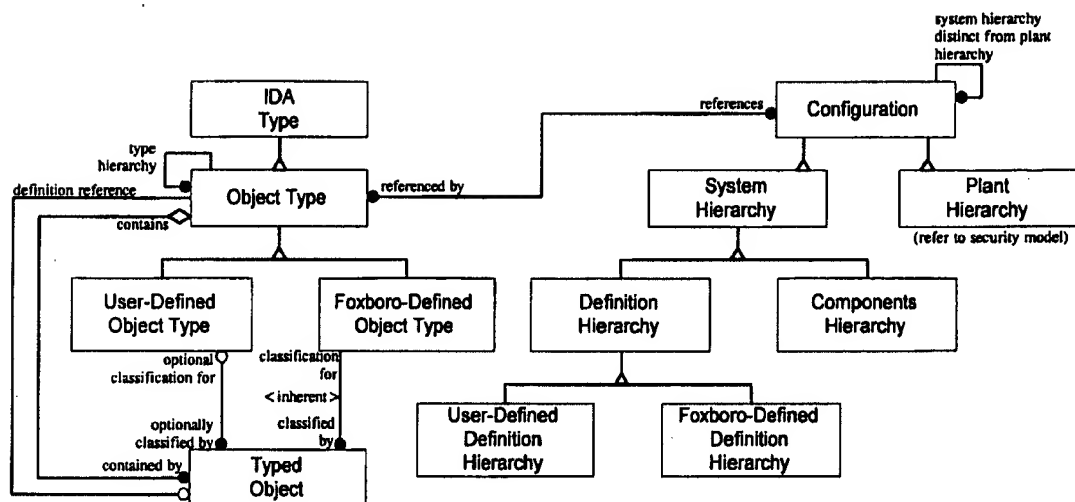 system hierarchy
distinct from plant
hierarchy
IDA
Type
references
Configuration
type
hierarchy
definition reference
Object Type
referenced by
contains
System
Hierarchy
Plant
Hierarchy
(refer to security model)
User-Defined
Object Type
Foxboro-Defined
Object Type
Definition
Hierarchy
Components
Hierarchy
optional
classification for
classification
for
< inherent >
optionally
classified by
classified
by
User-Defined
Definition
Hierarchy
Foxboro-Defined
Definition
Hierarchy
contained by
Typed
Object